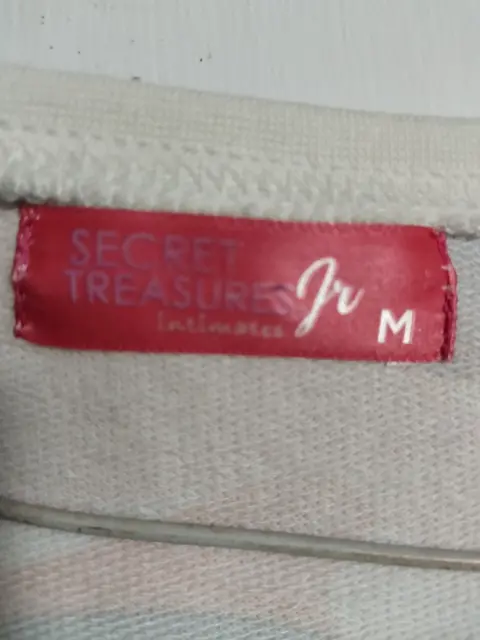 SECRET
TREASURES Jr
intimates M